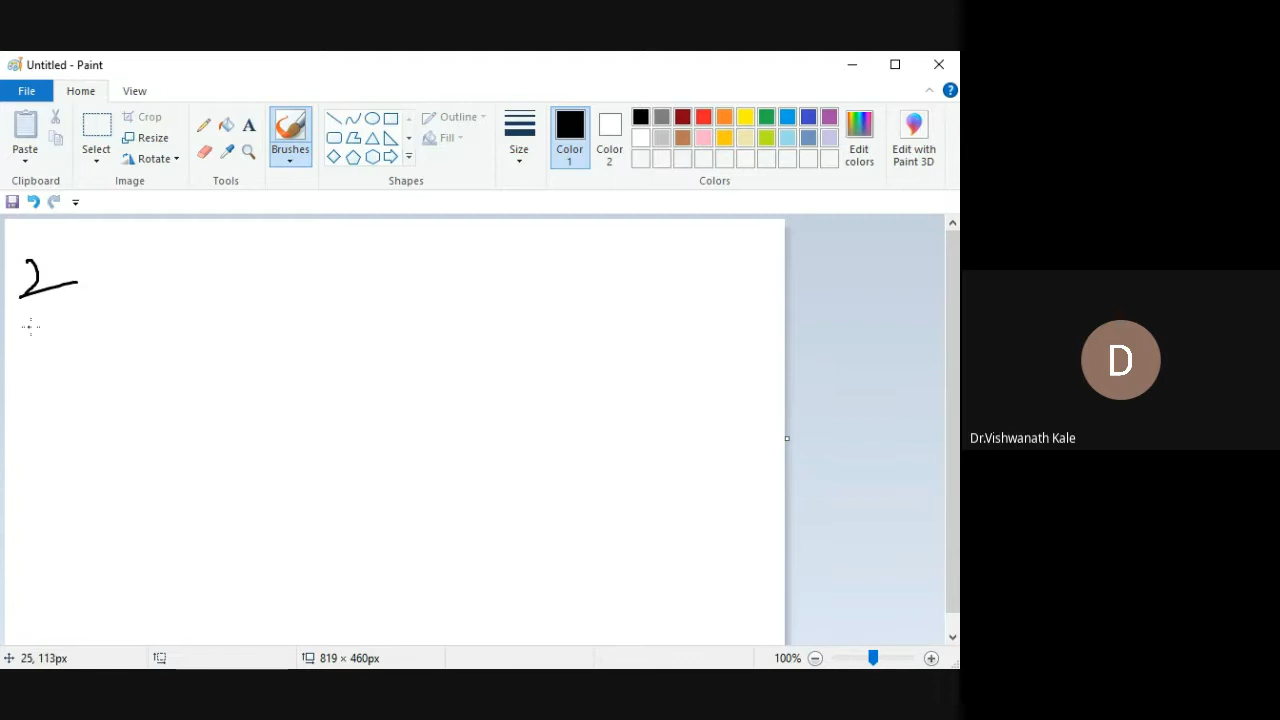 Untitled - Paint
File Home View
Paste
Clipboard
Select
Crop
Resize
Rotate
Image
Tools
Brushes
Shapes
Outline
Fill
Size
Color 1
Color 2
Colors
Edit colors
Edit with Paint 3D
2
D
Dr.Vishwanath Kale
25, 113px
819 × 460px
100%